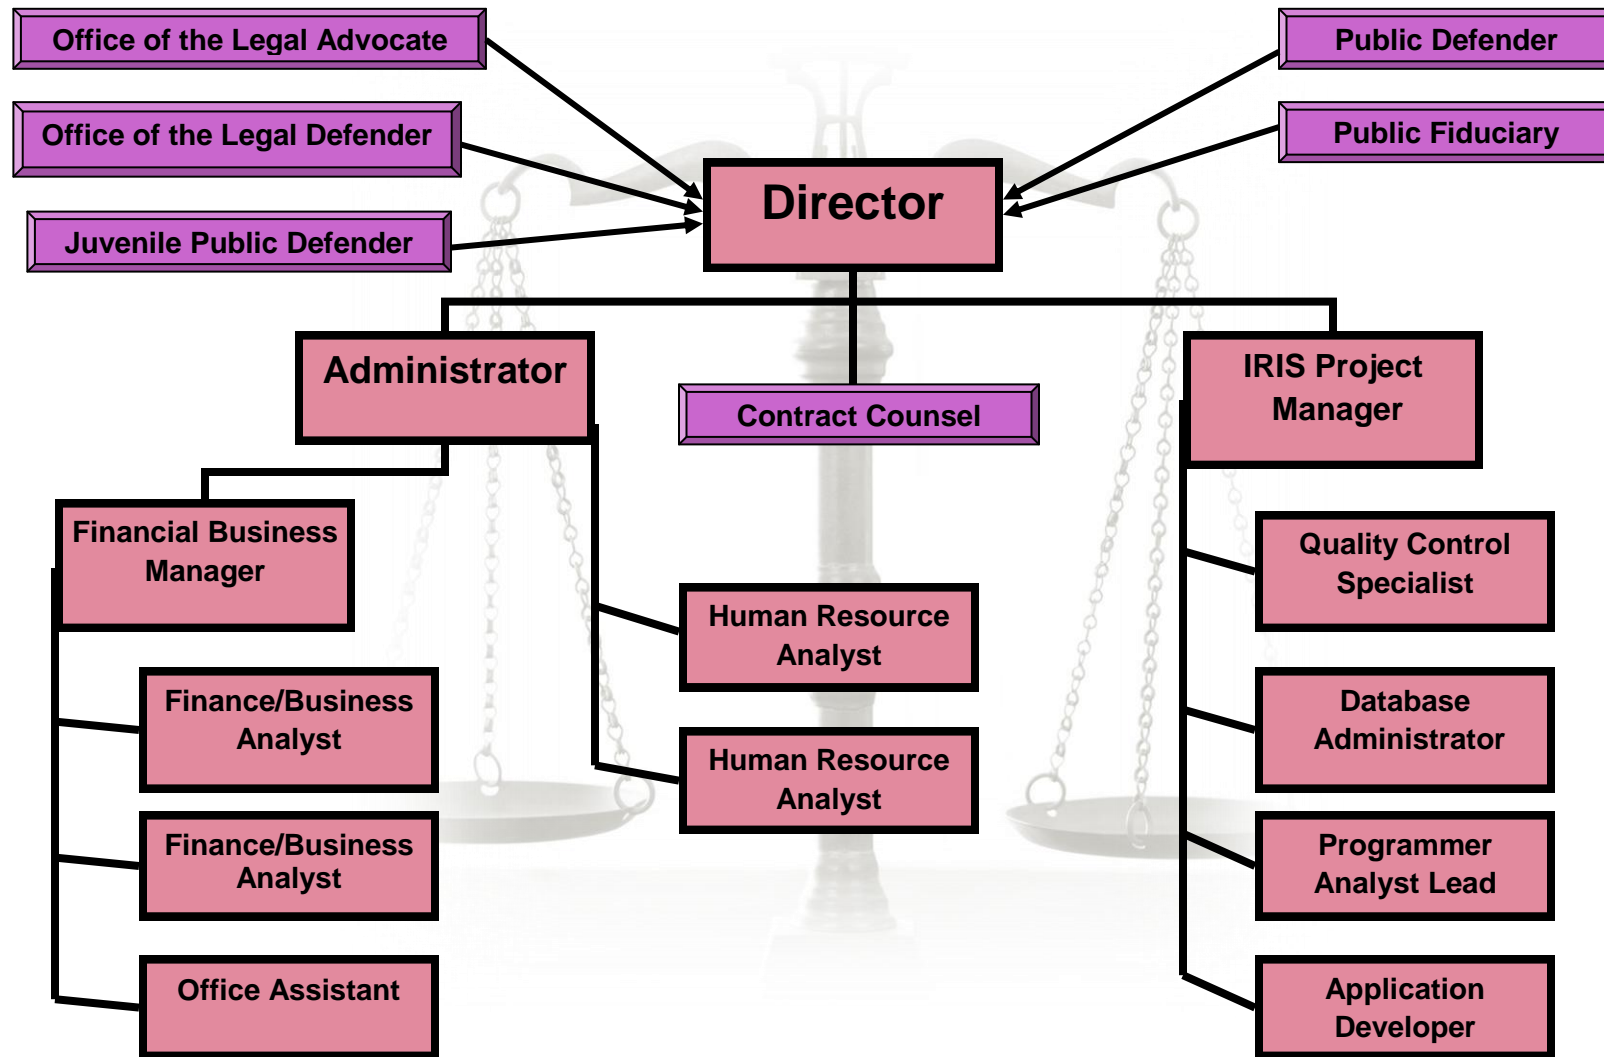 Office of the Legal Advocate
Public Defender
Office of the Legal Defender
Public Fiduciary
Juvenile Public Defender
Director
Administrator
Contract Counsel
IRIS Project
Manager
Financial Business
Manager
Finance/Business
Analyst
Finance/Business
Analyst
Office Assistant
Human Resource
Analyst
Human Resource
Analyst
Quality Control
Specialist
Database
Administrator
Programmer
Analyst Lead
Application
Developer